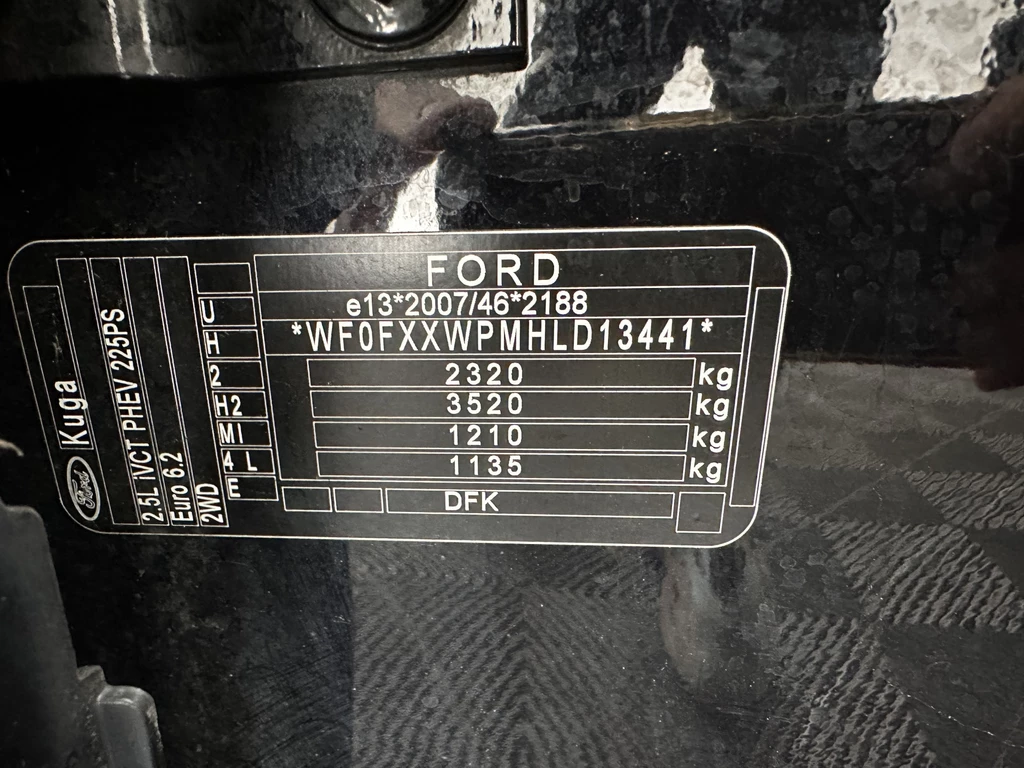 FORD
e13*2007/46*2188
*WF0FXXWPMHLD13441*
2320 kg
3520 kg
1210 kg
1135 kg
DFK
U
H
2
H2
MI
4 L
E
Ford
Kuga
2.5L iVCT PHEV 225PS
Euro 6.2
2WD